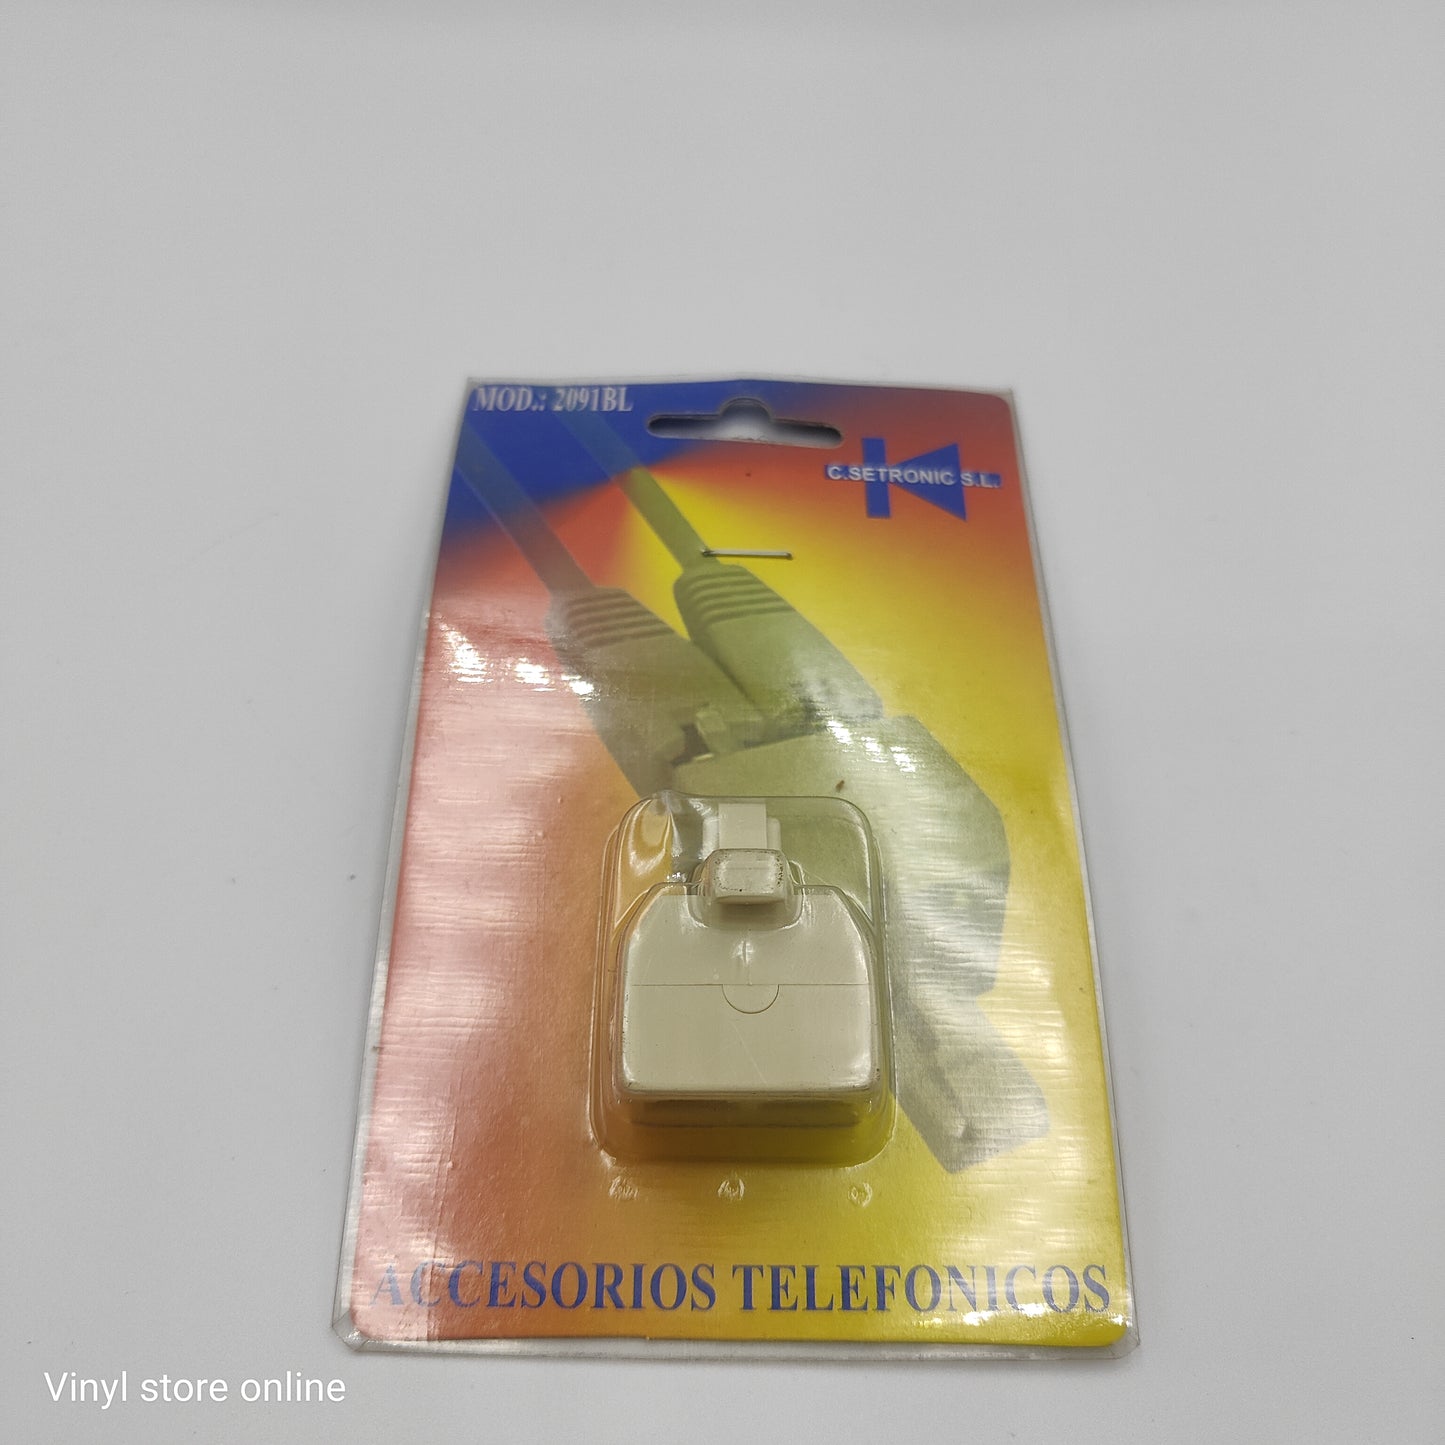 MOD.: 2091BL
C.SETRONIC S.L.
ACCESORIOS TELEFONICOS
Vinyl store online